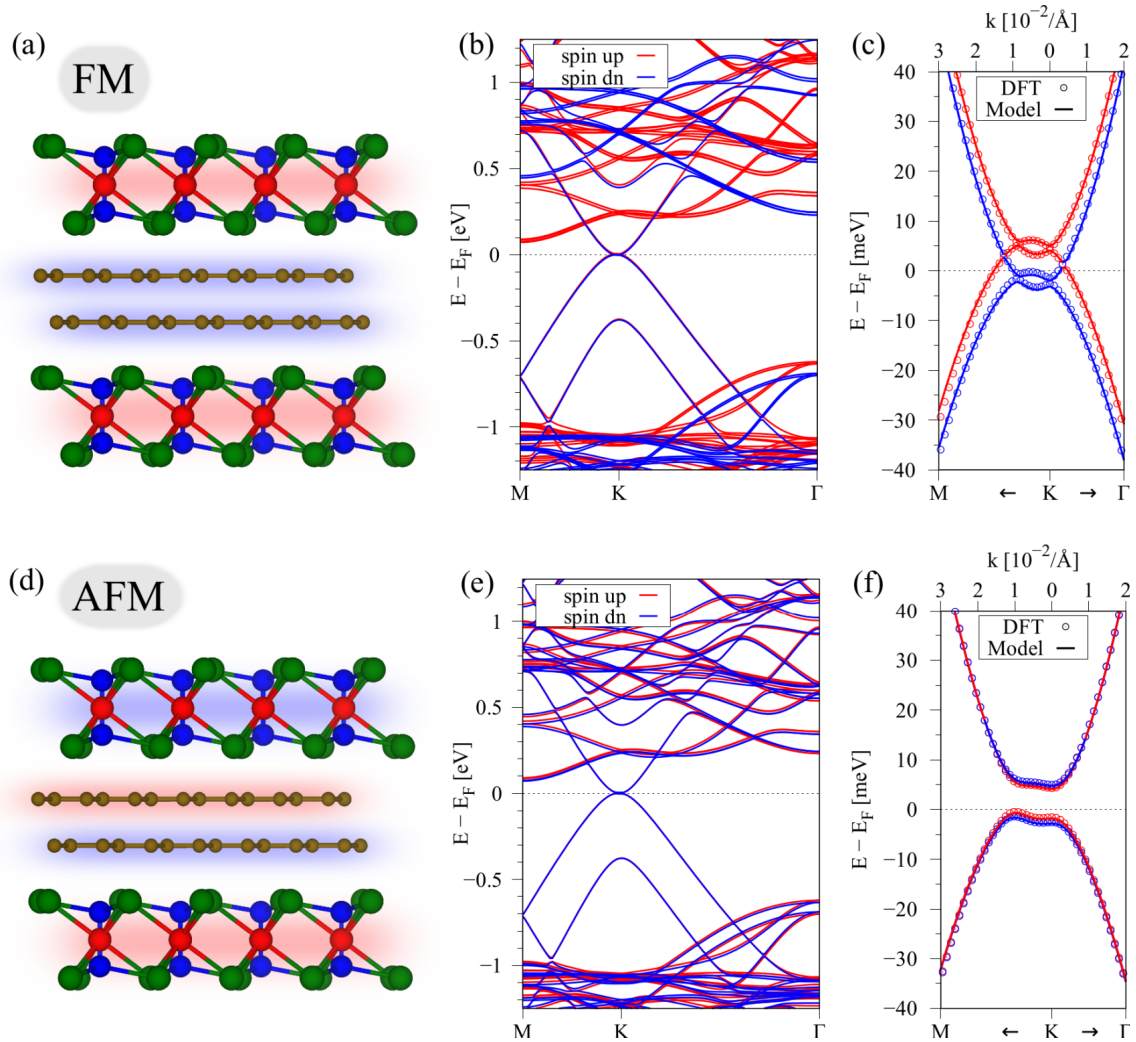 (a)
FM
(b)
spin up
spin dn
1
0.5
0
−0.5
−1
E − E_F [eV]
M K Γ
(c)
k [10⁻²/Å]
3 2 1 0 1 2
DFT
Model
40
30
20
10
0
−10
−20
−30
−40
E − E_F [meV]
M ← K → Γ
(d)
AFM
(e)
spin up
spin dn
1
0.5
0
−0.5
−1
E − E_F [eV]
M K Γ
(f)
k [10⁻²/Å]
3 2 1 0 1 2
DFT
Model
40
30
20
10
0
−10
−20
−30
−40
E − E_F [meV]
M ← K → Γ